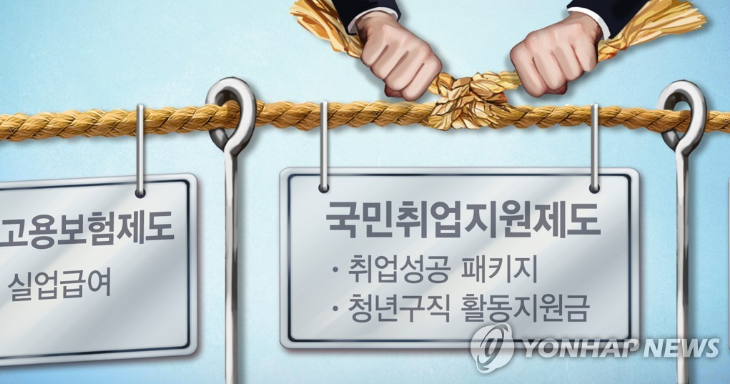 고용보험제도
실업급여
국민취업지원제도
· 취업성공 패키지
· 청년구직 활동지원금
YONHAP NEWS